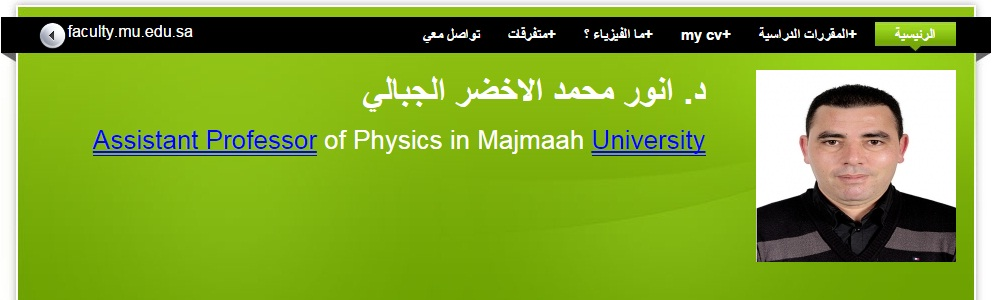 الرئيسية +المقررات الدراسية my cv+ +ما الفيزياء ؟ +متفرقات تواصل معي faculty.mu.edu.sa
د. انور محمد الاخضر الجبالي
Assistant Professor of Physics in Majmaah University